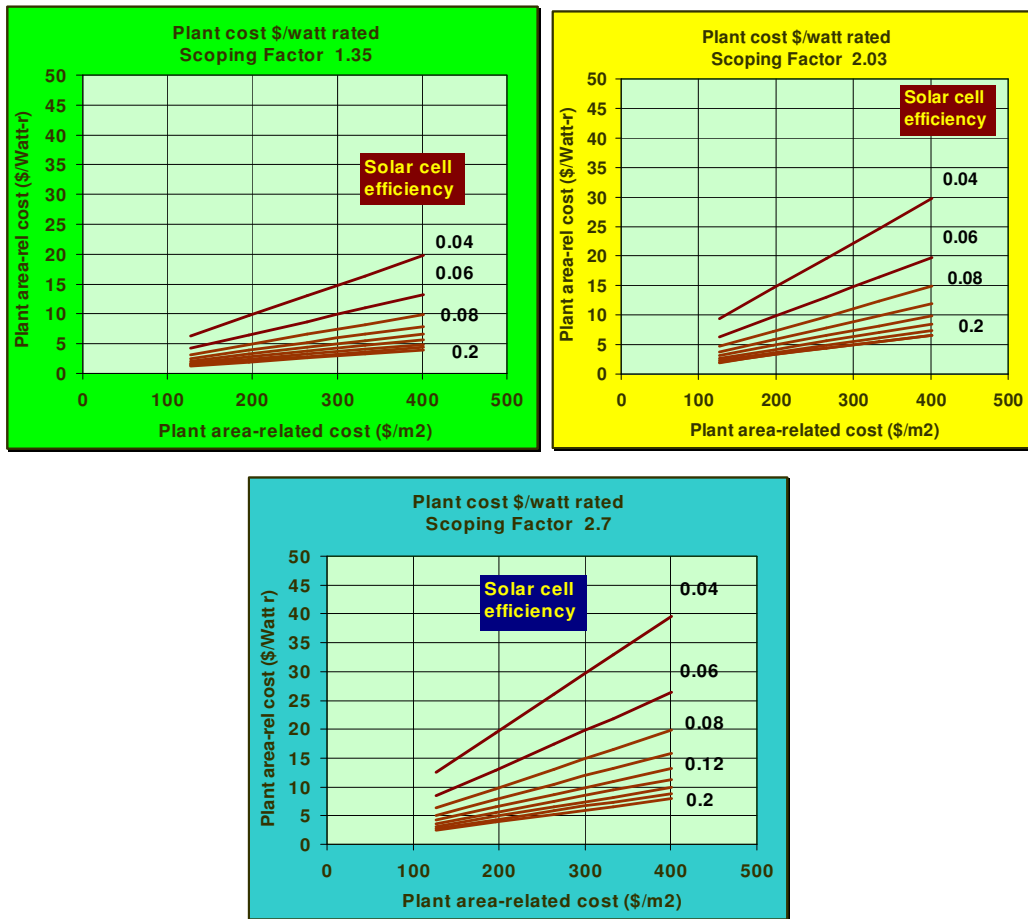 Plant cost $/watt rated
Scoping Factor 1.35
Plant area-rel cost ($/Watt-r)
50
45
40
35
30
25
20
15
10
5
0
Solar cell
efficiency
0.04
0.06
0.08
0.2
0 100 200 300 400 500
Plant area-related cost ($/m2)
Plant cost $/watt rated
Scoping Factor 2.03
Plant area-rel cost ($/Watt-r)
50
45
40
35
30
25
20
15
10
5
0
Solar cell
efficiency
0.04
0.06
0.08
0.2
0 100 200 300 400 500
Plant area-related cost ($/m2)
Plant cost $/watt rated
Scoping Factor 2.7
Plant area-rel cost ($/Watt r)
50
45
40
35
30
25
20
15
10
5
0
Solar cell
efficiency
0.04
0.06
0.08
0.12
0.2
0 100 200 300 400 500
Plant area-related cost ($/m2)